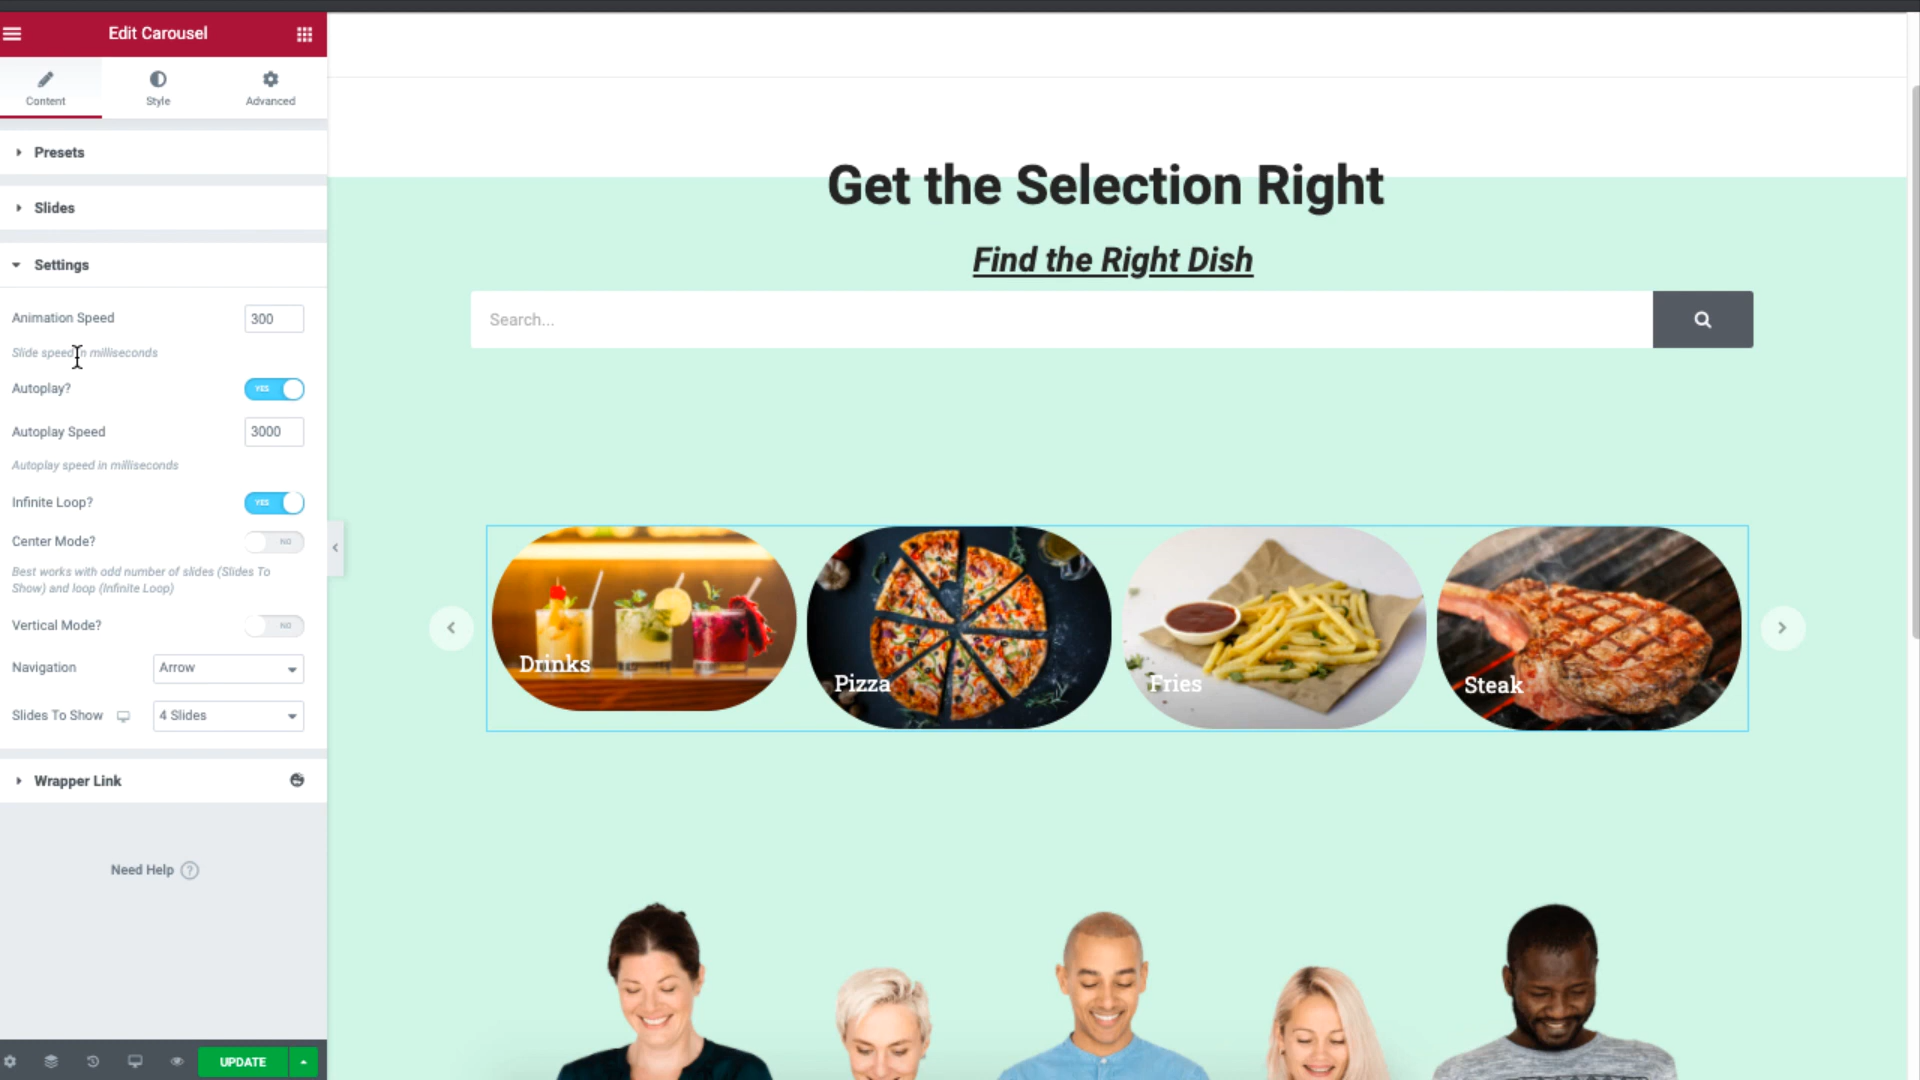 Edit Carousel
Content
Style
Advanced
Presets
Slides
Settings
Animation Speed
300
Slide speed in milliseconds
Autoplay?
YES
Autoplay Speed
3000
Autoplay speed in milliseconds
Infinite Loop?
YES
Center Mode?
NO
Best works with odd number of slides (Slides To
Show) and loop (Infinite Loop)
Vertical Mode?
NO
Navigation
Arrow
Slides To Show
4 Slides
Wrapper Link
Need Help ?
UPDATE
Get the Selection Right
Find the Right Dish
Search...
Drinks
Pizza
Fries
Steak